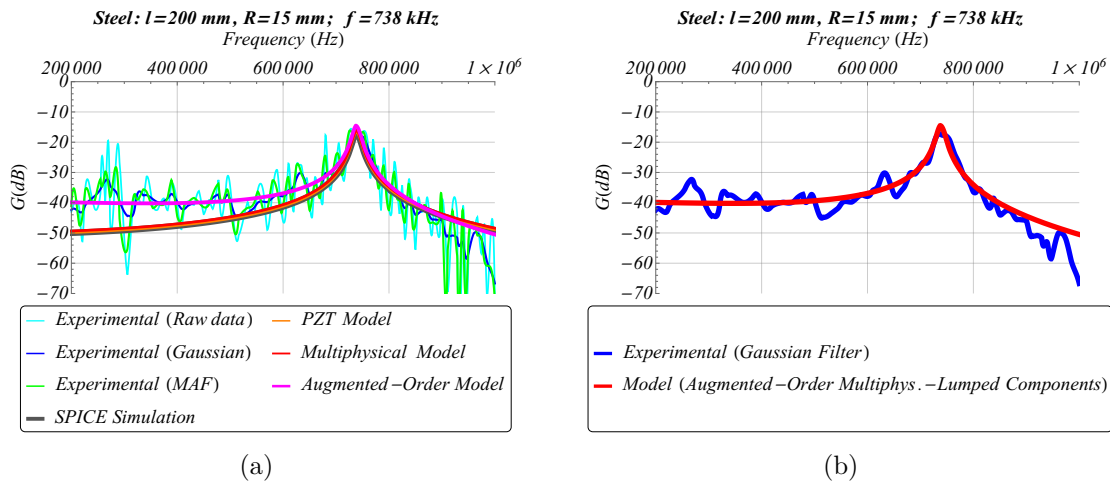 Steel: l=200 mm, R=15 mm; f=738 kHz
Frequency (Hz)
200 000 400 000 600 000 800 000 1 × 10^6
0
−10
−20
−30
−40
−50
−60
−70
G(dB)
Experimental (Raw data)
Experimental (Gaussian)
Experimental (MAF)
SPICE Simulation
PZT Model
Multiphysical Model
Augmented−Order Model
(a)
Steel: l=200 mm, R=15 mm; f=738 kHz
Frequency (Hz)
200 000 400 000 600 000 800 000 1 × 10^6
0
−10
−20
−30
−40
−50
−60
−70
G(dB)
Experimental (Gaussian Filter)
Model (Augmented−Order Multiphys.−Lumped Components)
(b)